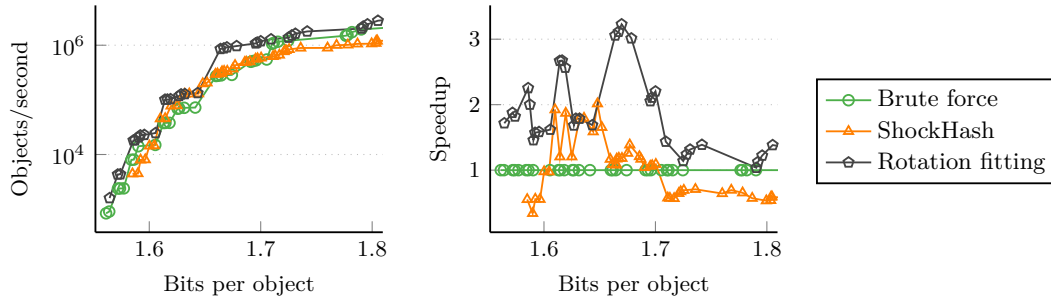 Objects/second
10^6
10^4
1.6
1.7
1.8
Bits per object
Speedup
3
2
1
1.6
1.7
1.8
Bits per object
Brute force
ShockHash
Rotation fitting